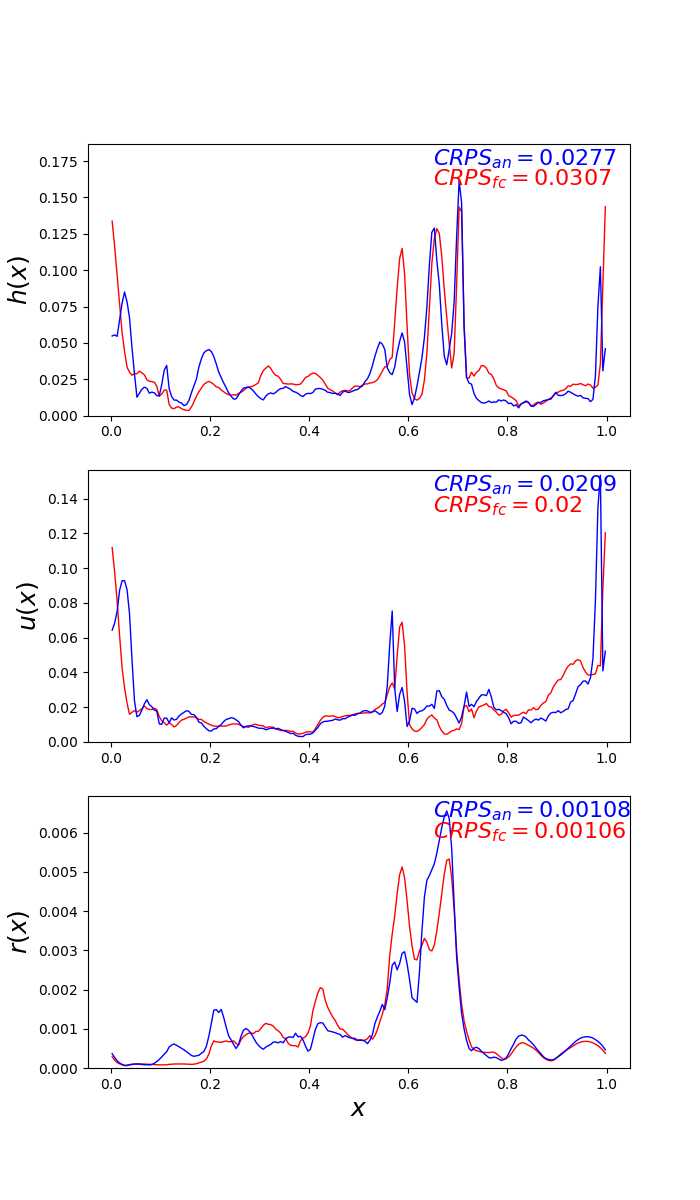 CRPS_an = 0.0277
CRPS_fc = 0.0307
h(x)
0.175
0.150
0.125
0.100
0.075
0.050
0.025
0.000
0.0 0.2 0.4 0.6 0.8 1.0
CRPS_an = 0.0209
CRPS_fc = 0.02
u(x)
0.14
0.12
0.10
0.08
0.06
0.04
0.02
0.00
0.0 0.2 0.4 0.6 0.8 1.0
CRPS_an = 0.00108
CRPS_fc = 0.00106
r(x)
0.006
0.005
0.004
0.003
0.002
0.001
0.000
0.0 0.2 0.4 0.6 0.8 1.0
x